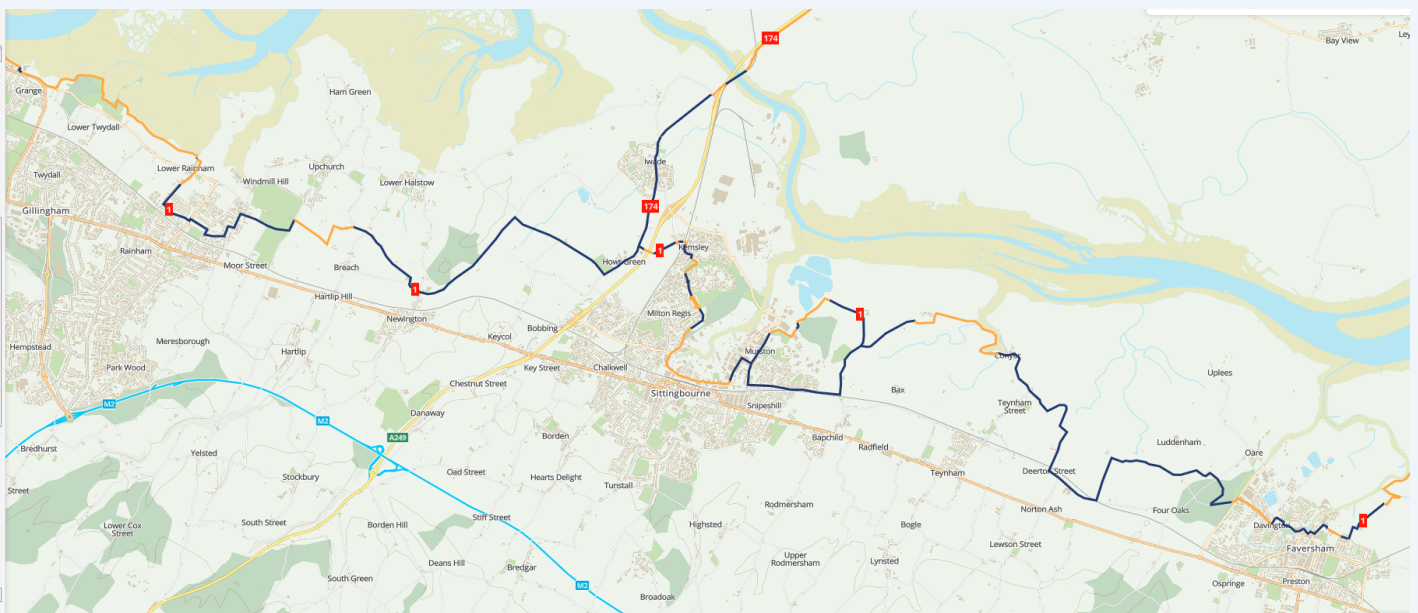 174
Bay View
Grange
Ham Green
Lower Twydall
Iwade
Twydall
Lower Rainham
Upchurch
Windmill Hill
Lower Halstow
174
1
Gillingham
Rainham
1
Kemsley
Moor Street
Breach
Howt Green
1
Hartlip Hill
Newington
Milton Regis
1
Bobbing
Keycol
Meresborough
Hempstead
Hartlip
Murston
Conyer
Park Wood
Key Street
Chalkwell
Uplees
Chestnut Street
Sittingbourne
Bax
M2
Snipeshill
Teynham
Street
Danaway
M2
A249
Borden
Bapchild
Radfield
Luddenham
Bredhurst
Yelsted
Oare
Oad Street
Hearts Delight
Stockbury
Teynham
Deerton Street
Tunstall
Street
Rodmersham
Norton Ash
Four Oaks
Lower Cox
Street
South Street
Borden Hill
Stiff Street
Highsted
Bogle
Davington
1
Lewson Street
Faversham
Upper
Rodmersham
Lynsted
Deans Hill
Bredgar
South Green
M2
Ospringe
Preston
Broadoak